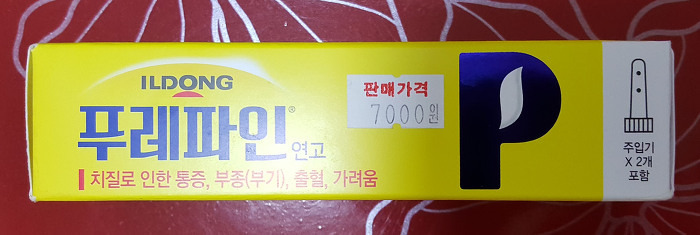 ILDONG
푸레파인® 연고
치질로 인한 통증, 부종(부기), 출혈, 가려움
판매가격
7000원
P
주입기
X 2개
포함